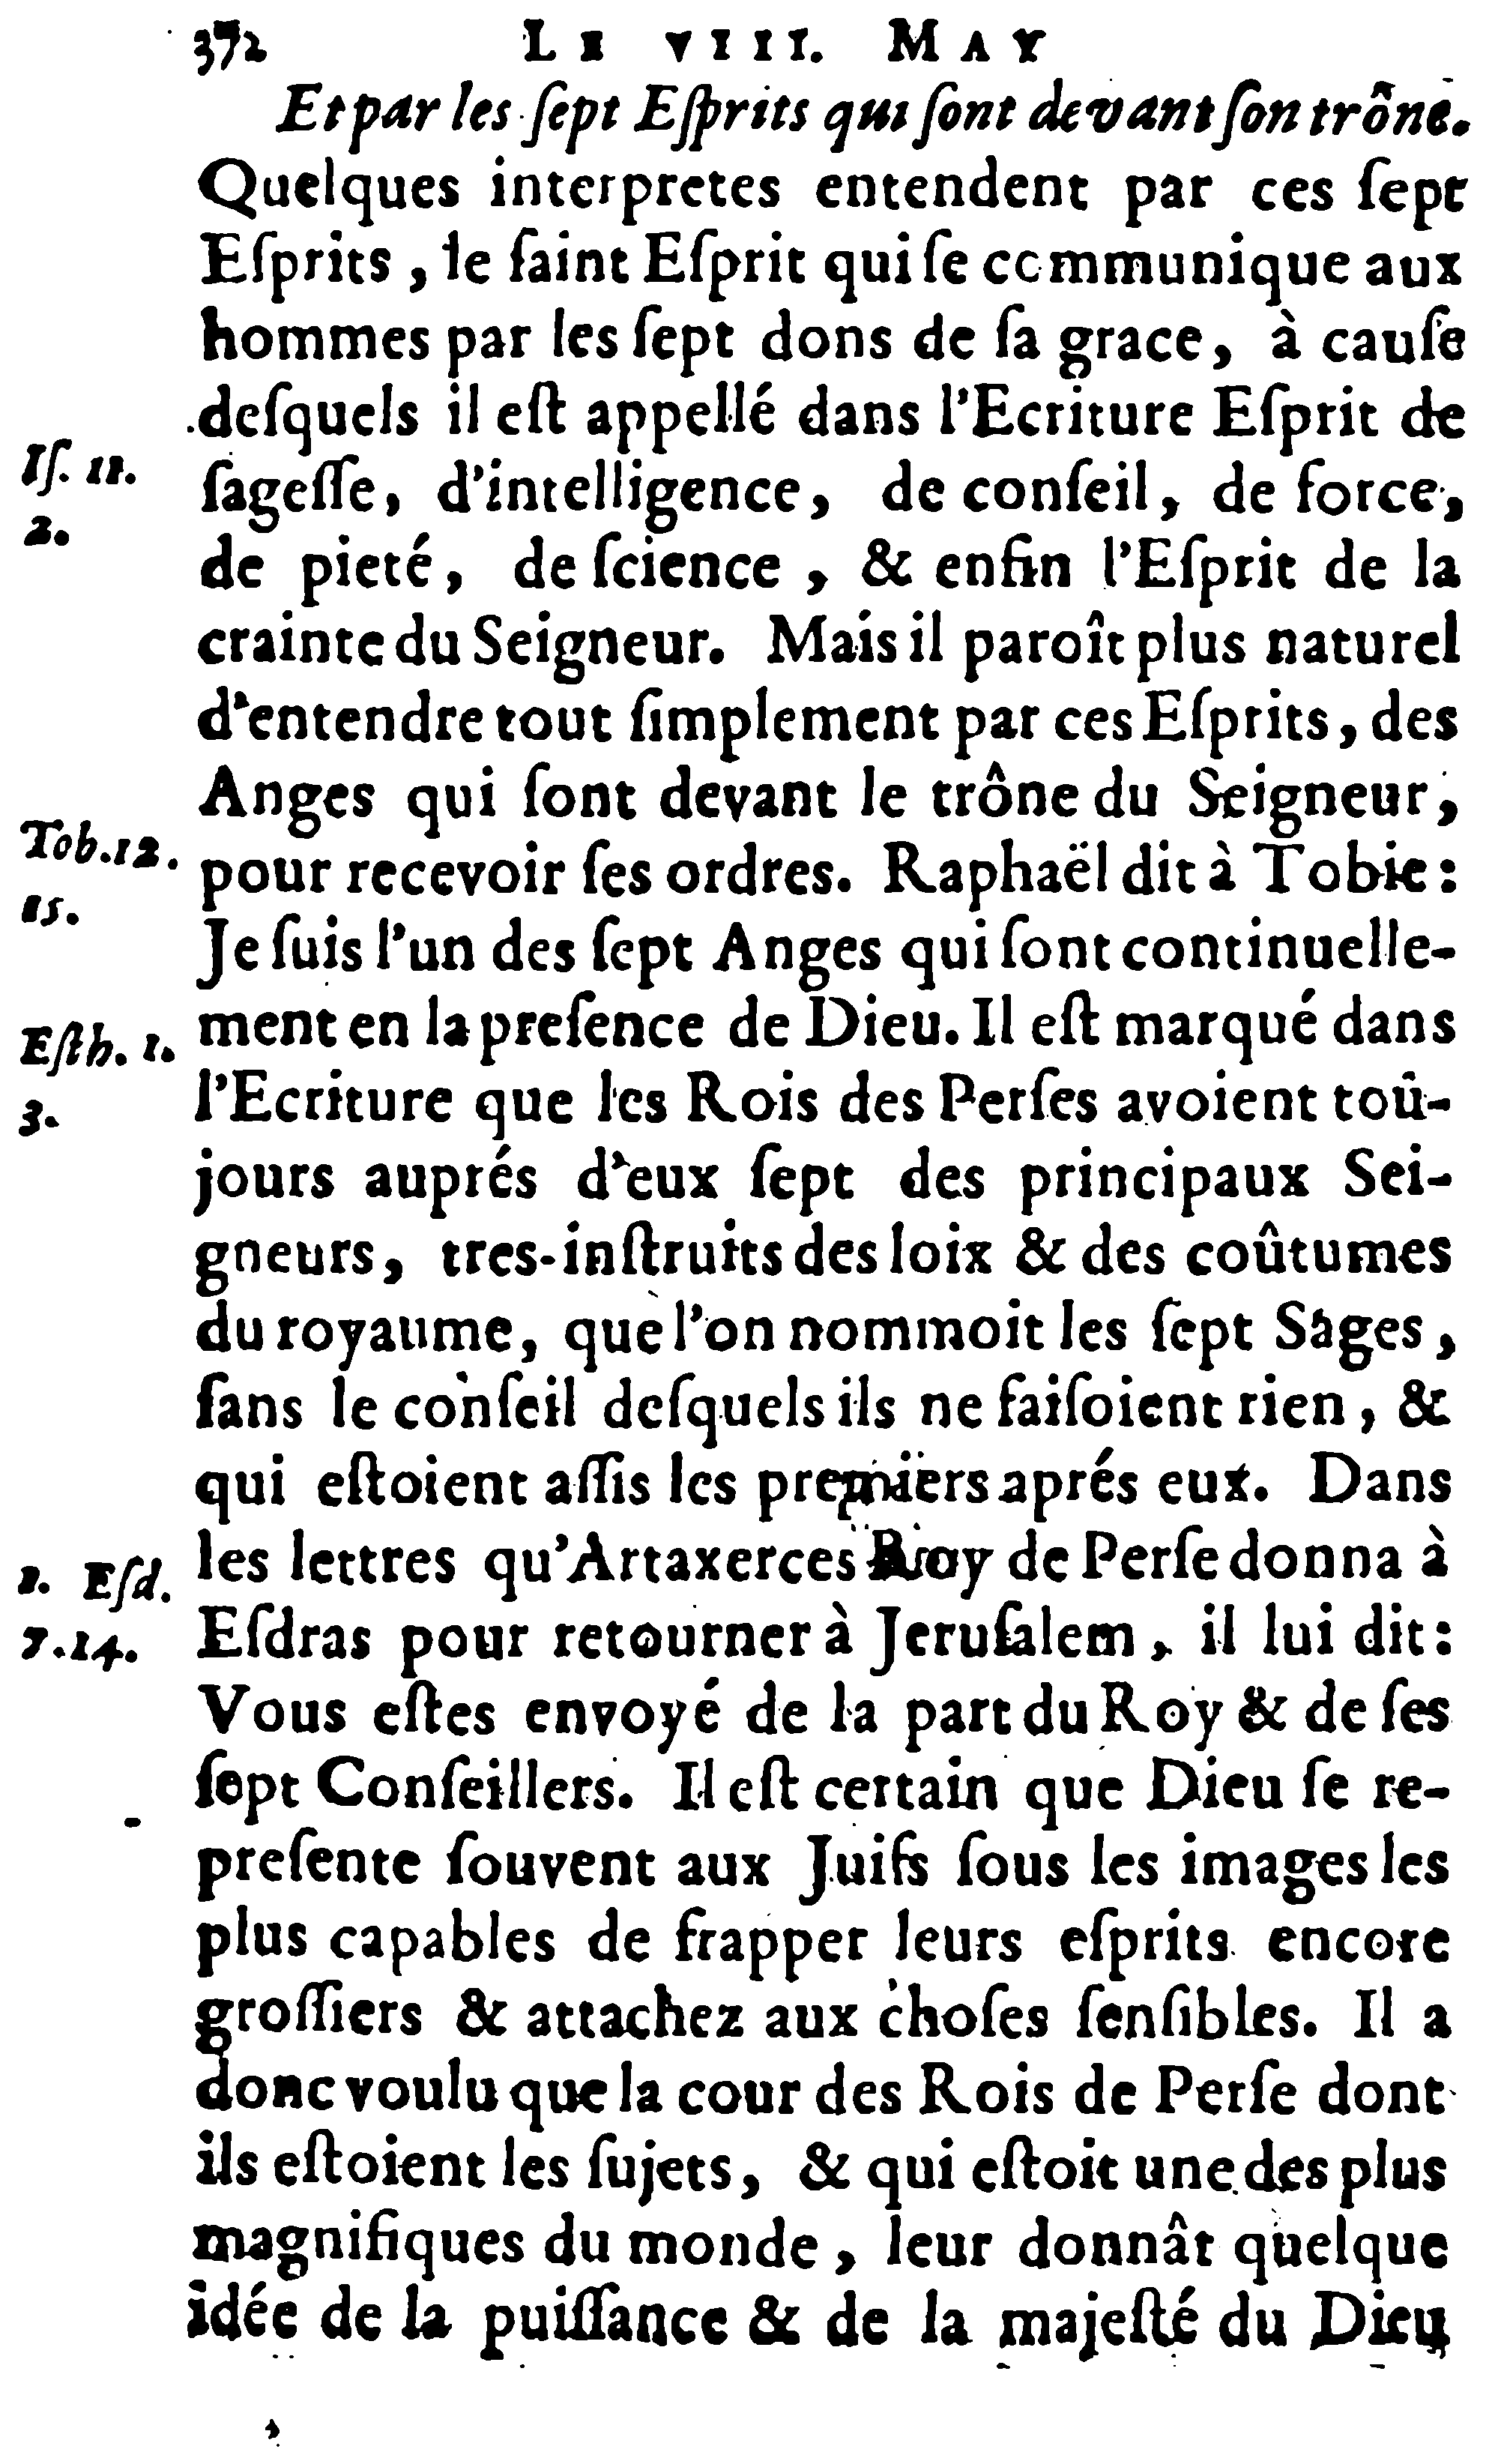 372 LE VIII. MAY
Et par les ſept Eſprits qui ſont devant ſon trône.
Quelques interpretes entendent par ces ſept
Eſprits, le ſaint Eſprit qui ſe communique aux
hommes par les ſept dons de ſa grace, à cauſe
deſquels il eſt appellé dans l'Ecriture Eſprit de
Iſ. 11.
2.
ſageſſe, d'intelligence, de conſeil, de force,
de pieté, de ſcience, & enfin l'Eſprit de la
crainte du Seigneur. Mais il paroît plus naturel
d'entendre tout ſimplement par ces Eſprits, des
Anges qui ſont devant le trône du Seigneur,
Tob. 12.
15.
pour recevoir ſes ordres. Raphaël dit à Tobie:
Je ſuis l'un des ſept Anges qui ſont continuelle-
Eſth. 1.
3.
ment en la preſence de Dieu. Il eſt marqué dans
l'Ecriture que les Rois des Perſes avoient toû-
jours auprés d'eux ſept des principaux Sei-
gneurs, tres-inſtruits des loix & des coûtumes
du royaume, que l'on nommoit les ſept Sages,
ſans le conſeil deſquels ils ne faiſoient rien, &
qui eſtoient aſſis les premiers aprés eux. Dans
1. Eſd.
7. 14.
les lettres qu'Artaxerces Roy de Perſe donna à
Eſdras pour retourner à Jeruſalem, il lui dit:
Vous eſtes envoyé de la part du Roy & de ſes
ſept Conſeillers. Il eſt certain que Dieu ſe re-
preſente ſouvent aux Juifs ſous les images les
plus capables de frapper leurs eſprits encore
groſſiers & attachez aux choſes ſenſibles. Il a
donc voulu que la cour des Rois de Perſe dont
ils eſtoient les ſujets, & qui eſtoit une des plus
magnifiques du monde, leur donnât quelque
idée de la puiſſance & de la majeſté du Dieu